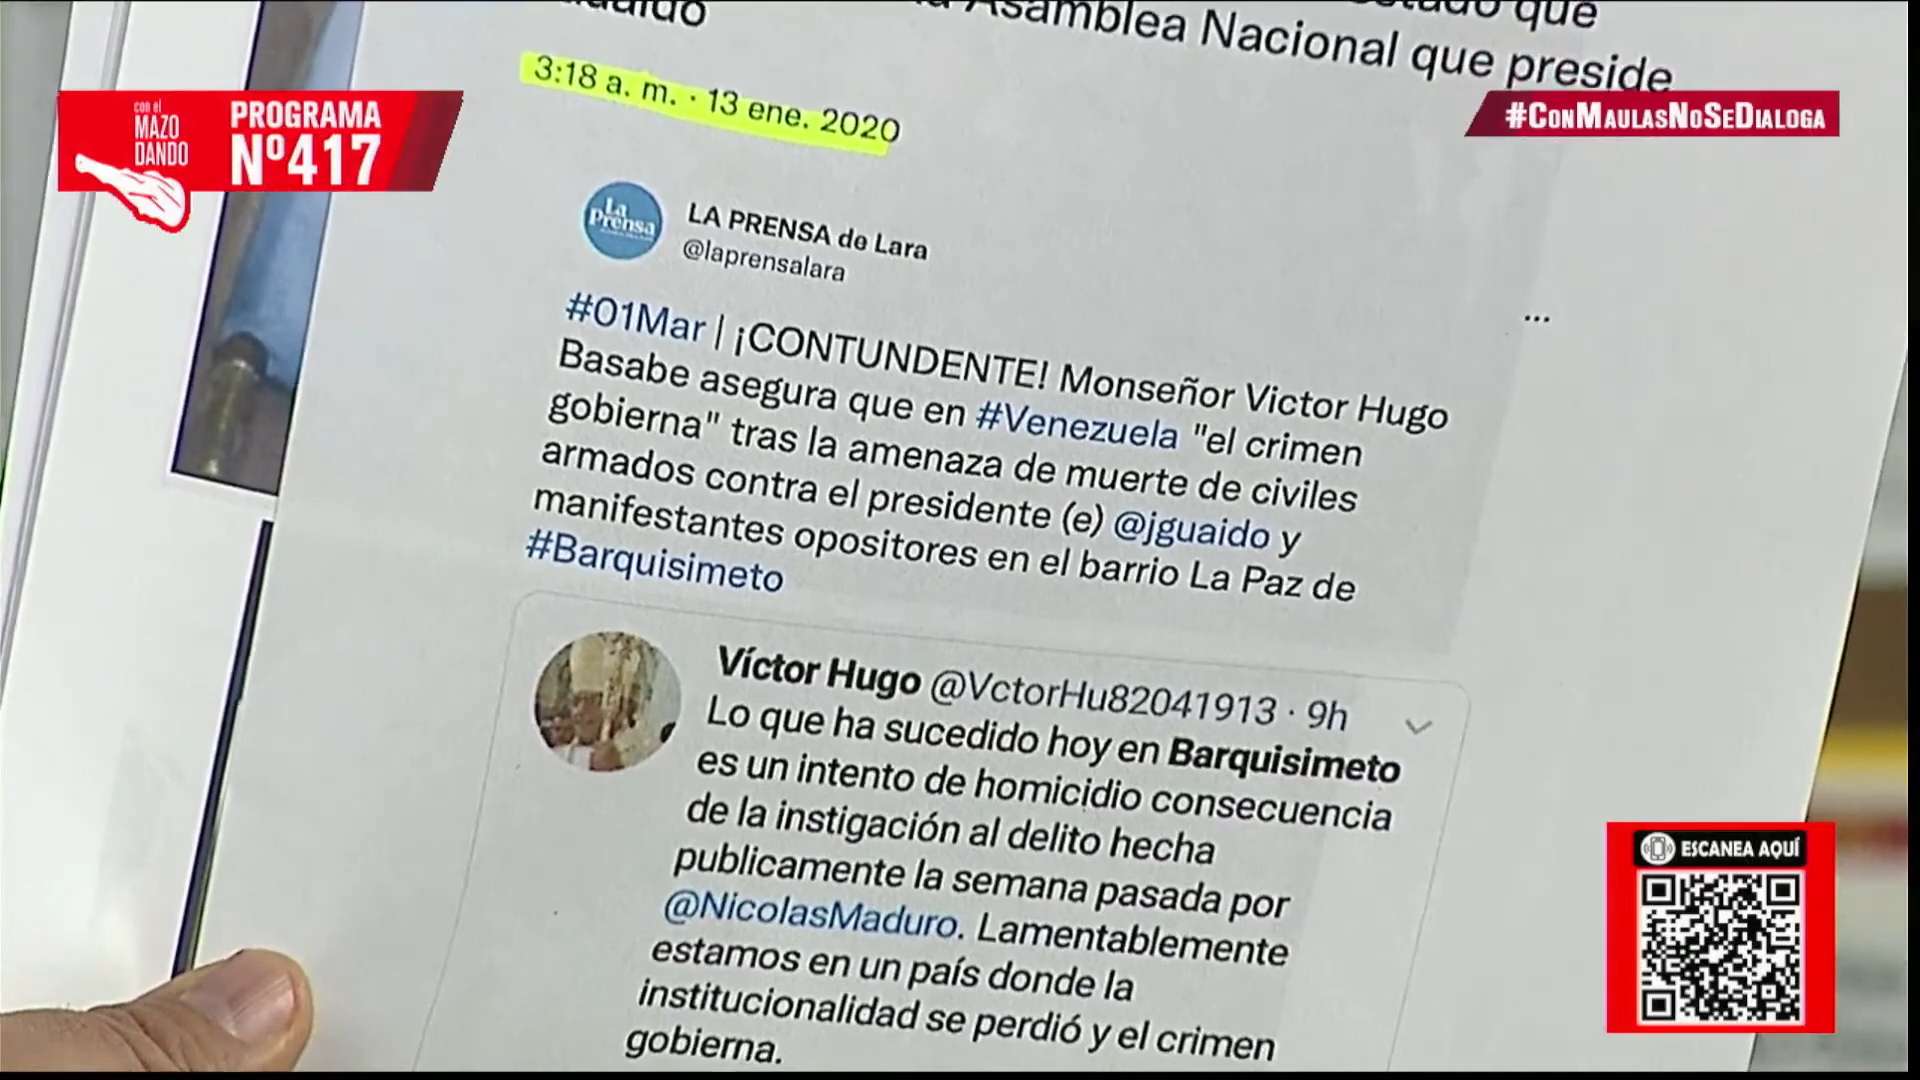 Asamblea Nacional que preside
3:18 a. m. · 13 ene. 2020
con el
MAZO
DANDO
PROGRAMA
Nº417
#ConMaulasNoSeDialoga
La
Prensa
LA PRENSA de Lara
@laprensalara
...
#01Mar | ¡CONTUNDENTE! Monseñor Victor Hugo
Basabe asegura que en #Venezuela "el crimen
gobierna" tras la amenaza de muerte de civiles
armados contra el presidente (e) @jguaido y
manifestantes opositores en el barrio La Paz de
#Barquisimeto
Víctor Hugo @VctorHu82041913 · 9h
Lo que ha sucedido hoy en Barquisimeto
es un intento de homicidio consecuencia
de la instigación al delito hecha
publicamente la semana pasada por
@NicolasMaduro. Lamentablemente
estamos en un país donde la
institucionalidad se perdió y el crimen
gobierna.
ESCANEA AQUÍ